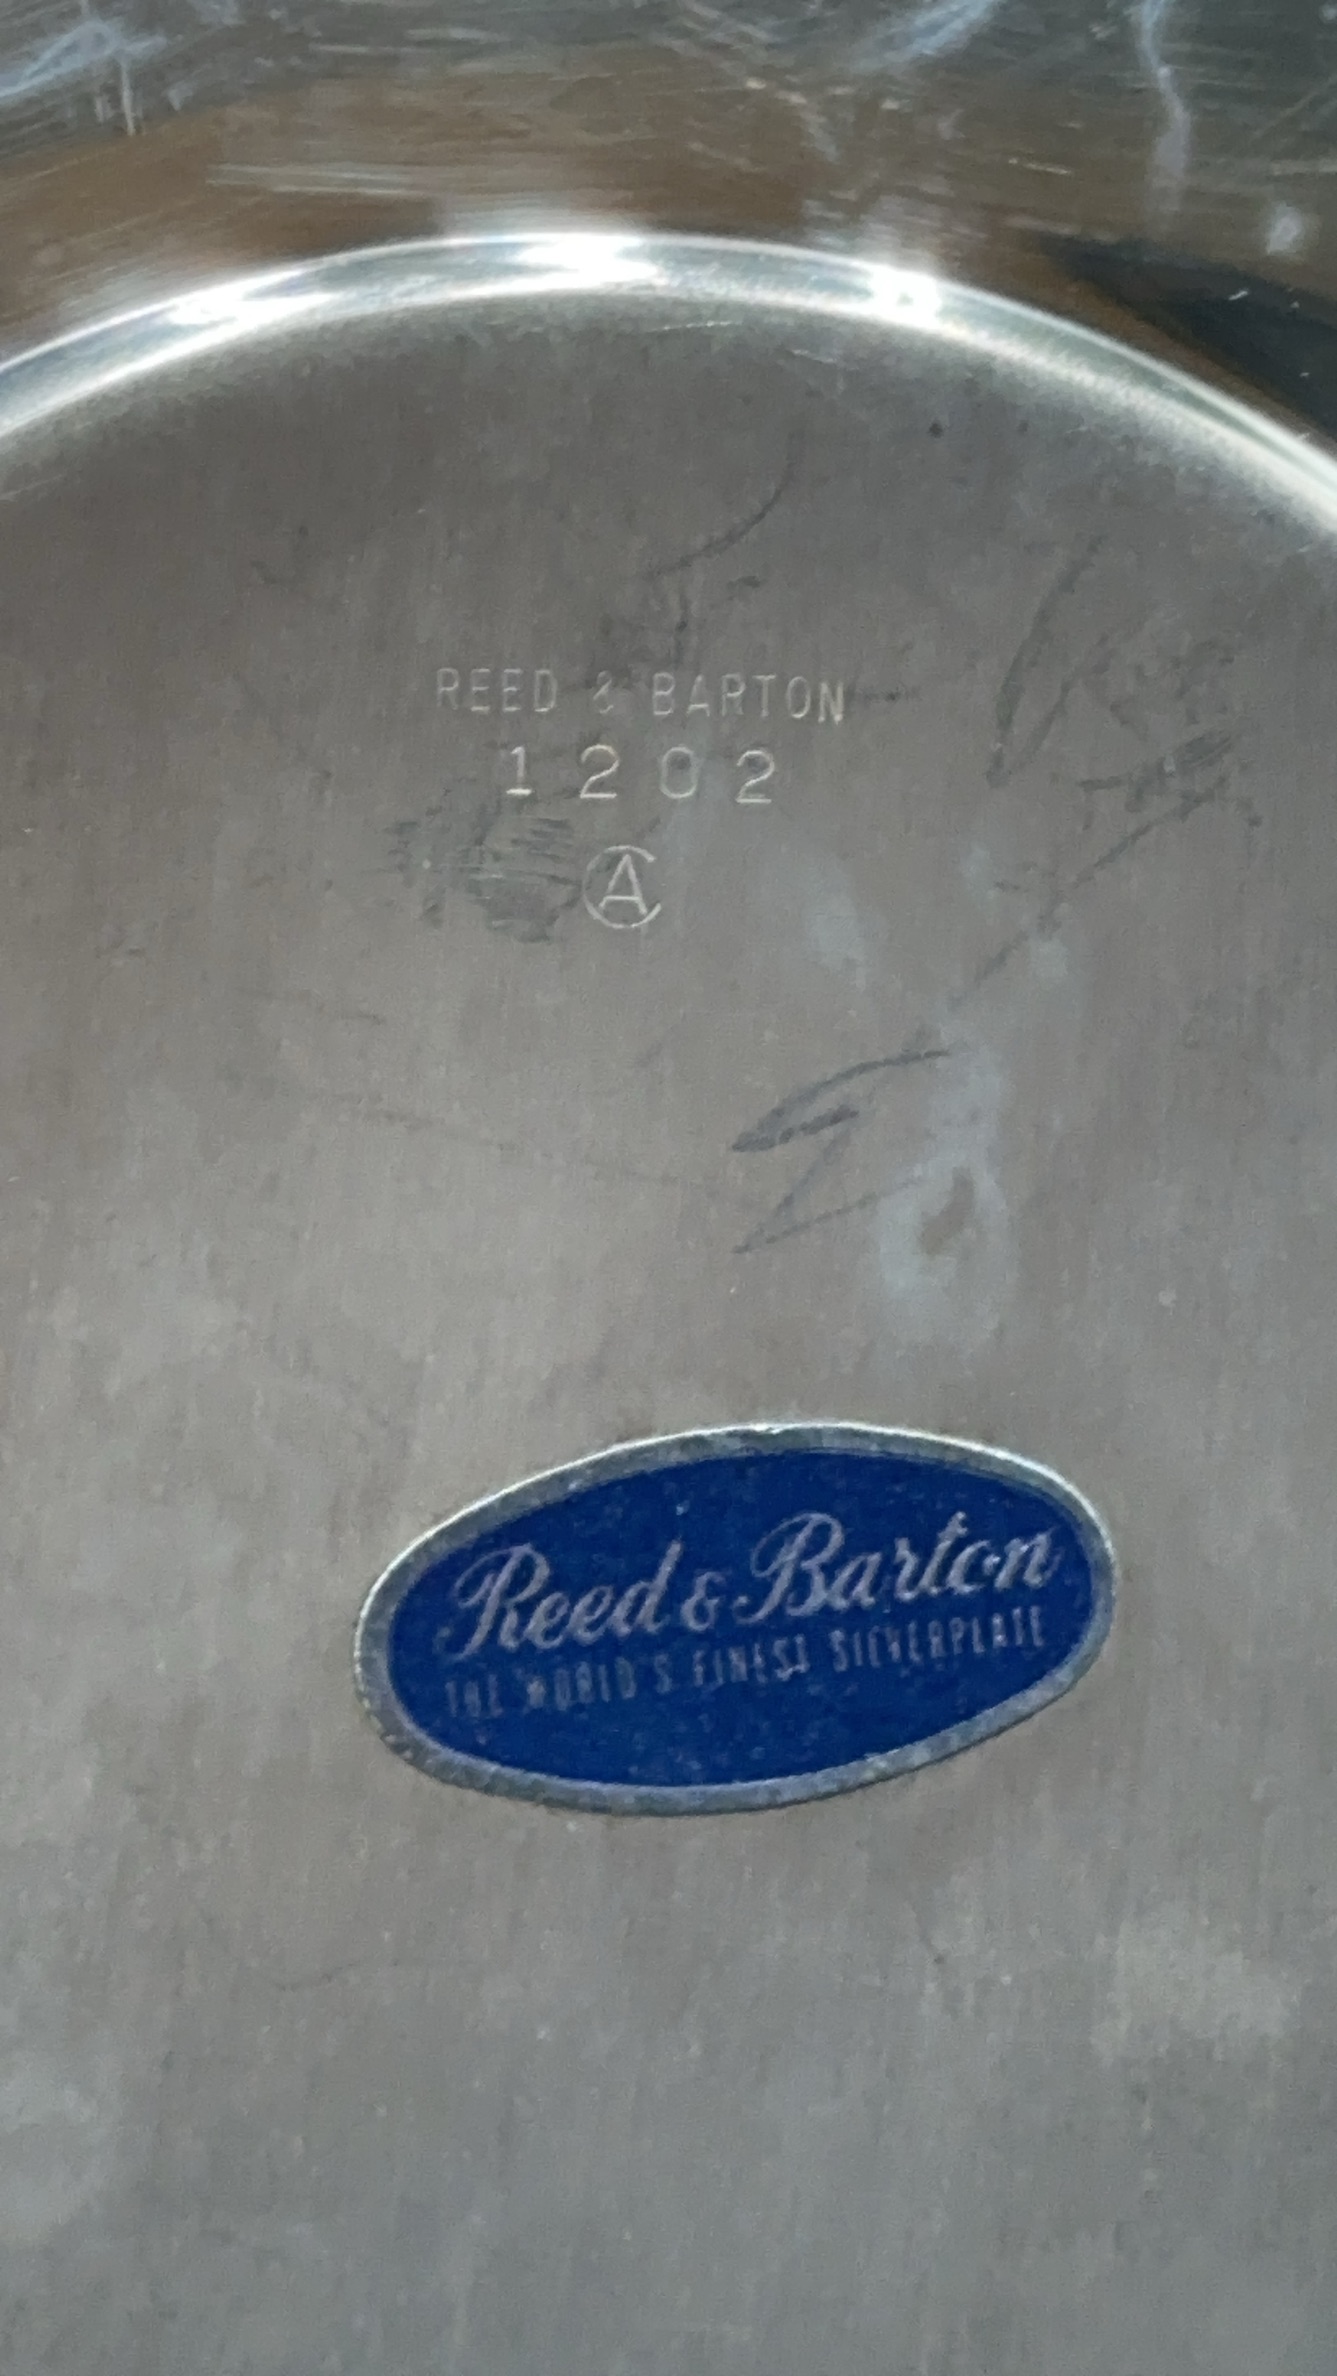 REED & BARTON
1202
A
Reed & Barton
THE WORLD'S FINEST SILVERPLATE